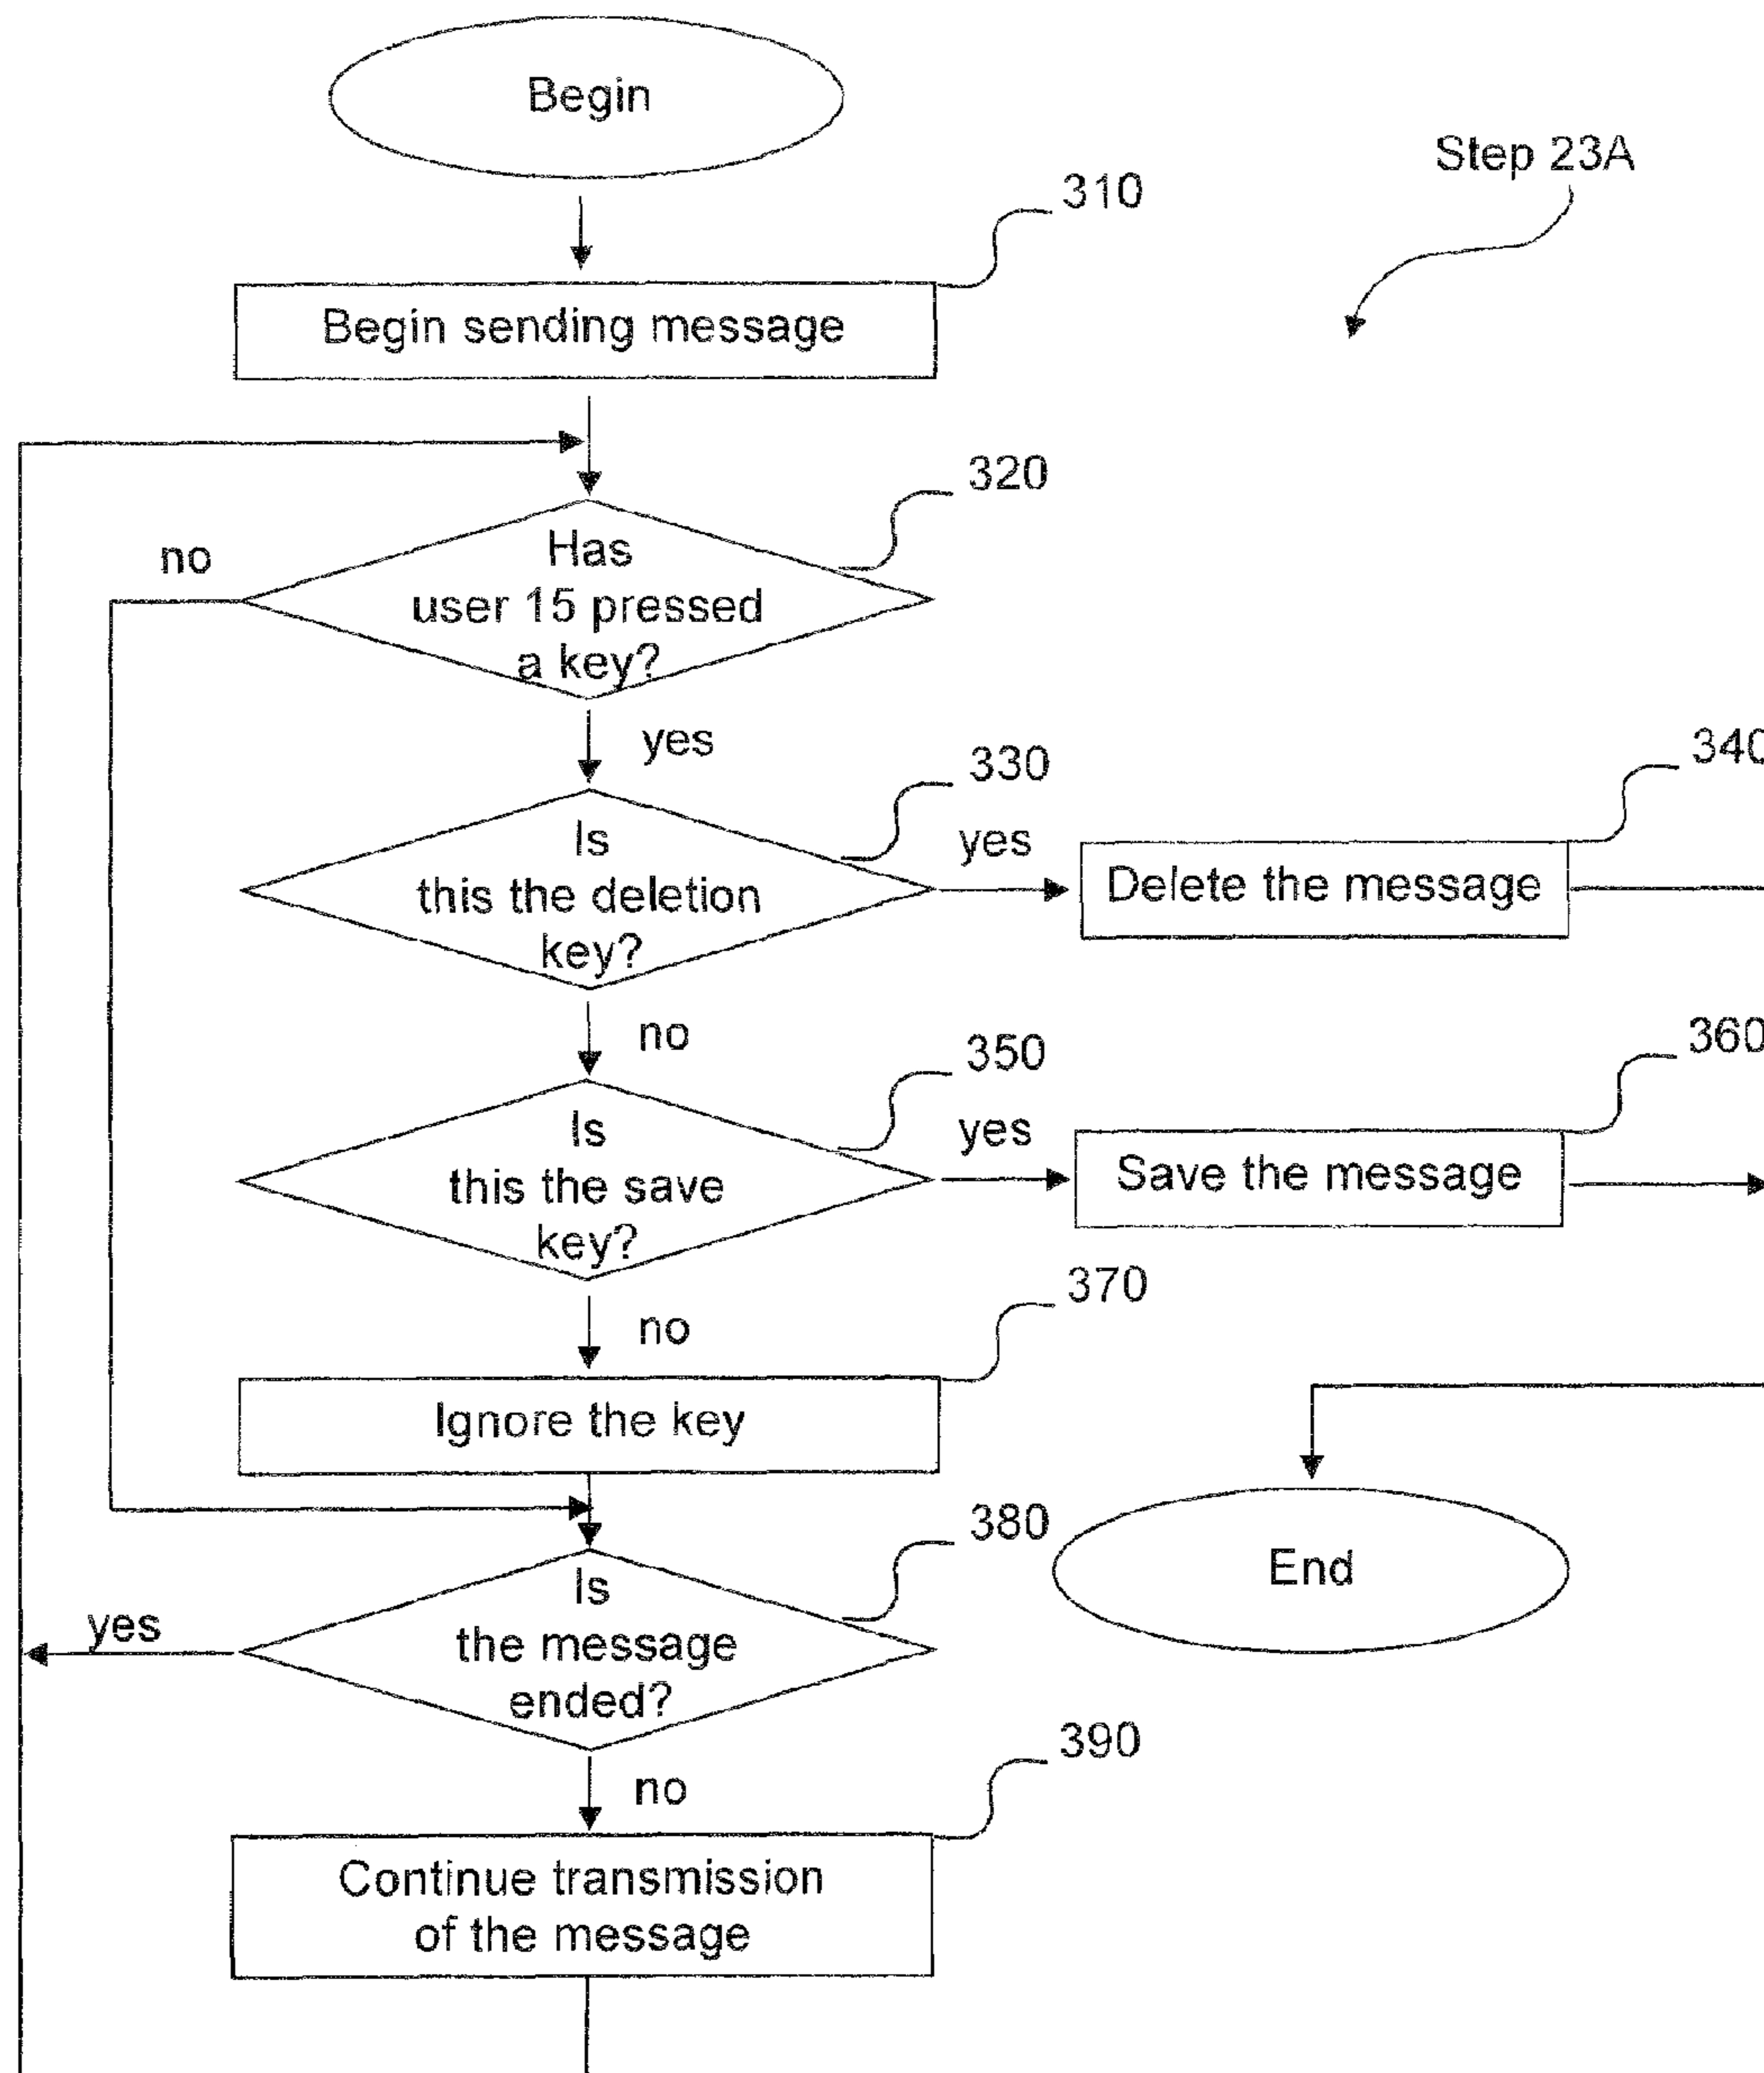 Begin
Step 23A
310
Begin sending message
320
no
Has
user 15 pressed
a key?
yes
330
340
Is
this the deletion
key?
yes
Delete the message
no
350
360
Is
this the save
key?
yes
Save the message
no
370
Ignore the key
380
Is
the message
ended?
yes
End
no
390
Continue transmission
of the message